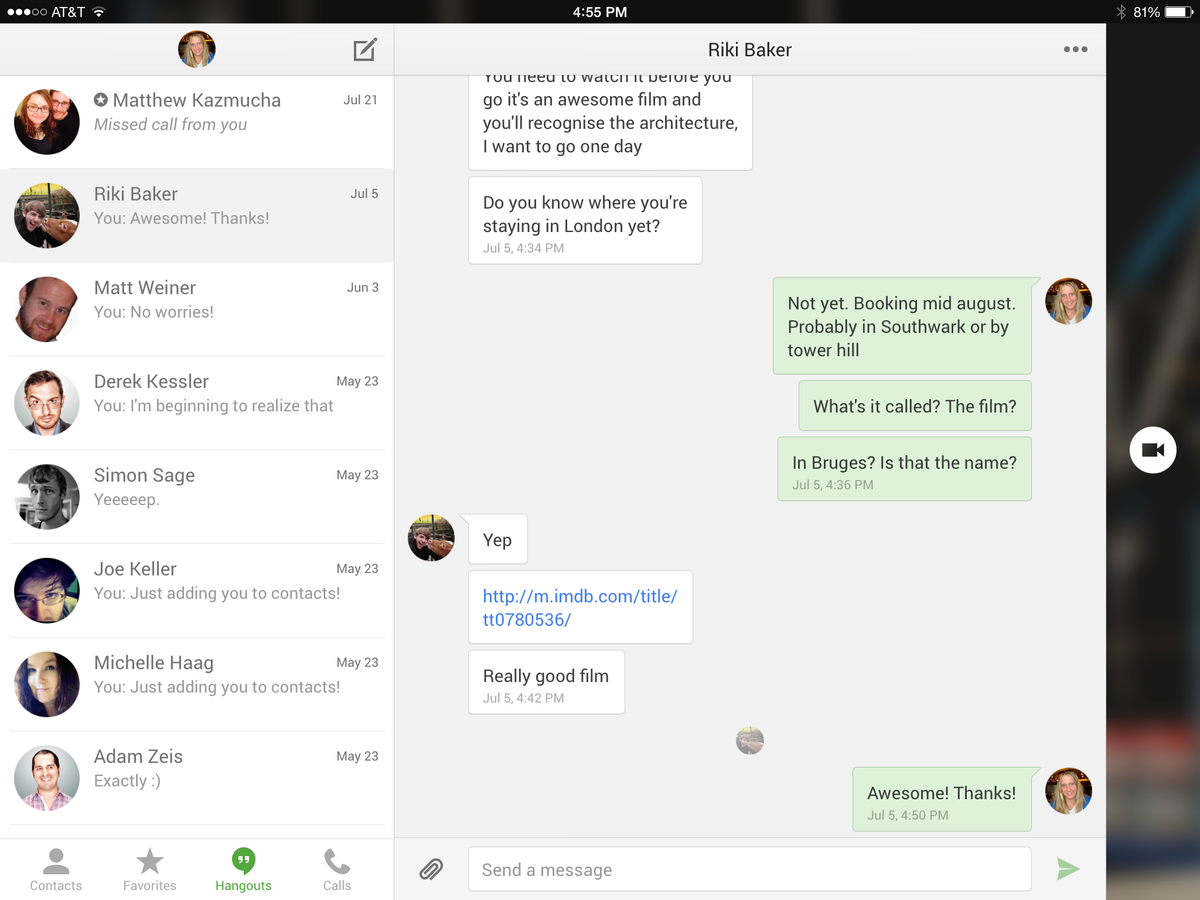 AT&T
4:55 PM
81%
Riki Baker
Matthew Kazmucha
Jul 21
Missed call from you
Riki Baker
Jul 5
You: Awesome! Thanks!
Matt Weiner
Jun 3
You: No worries!
Derek Kessler
May 23
You: I'm beginning to realize that
Simon Sage
May 23
Yeeeeep.
Joe Keller
May 23
You: Just adding you to contacts!
Michelle Haag
May 23
You: Just adding you to contacts!
Adam Zeis
May 23
Exactly :)
Contacts
Favorites
Hangouts
Calls
You need to watch it before you
go it's an awesome film and
you'll recognise the architecture,
I want to go one day
Do you know where you're
staying in London yet?
Jul 5, 4:34 PM
Not yet. Booking mid august.
Probably in Southwark or by
tower hill
What's it called? The film?
In Bruges? Is that the name?
Jul 5, 4:36 PM
Yep
http://m.imdb.com/title/
tt0780536/
Really good film
Jul 5, 4:42 PM
Awesome! Thanks!
Jul 5, 4:50 PM
Send a message